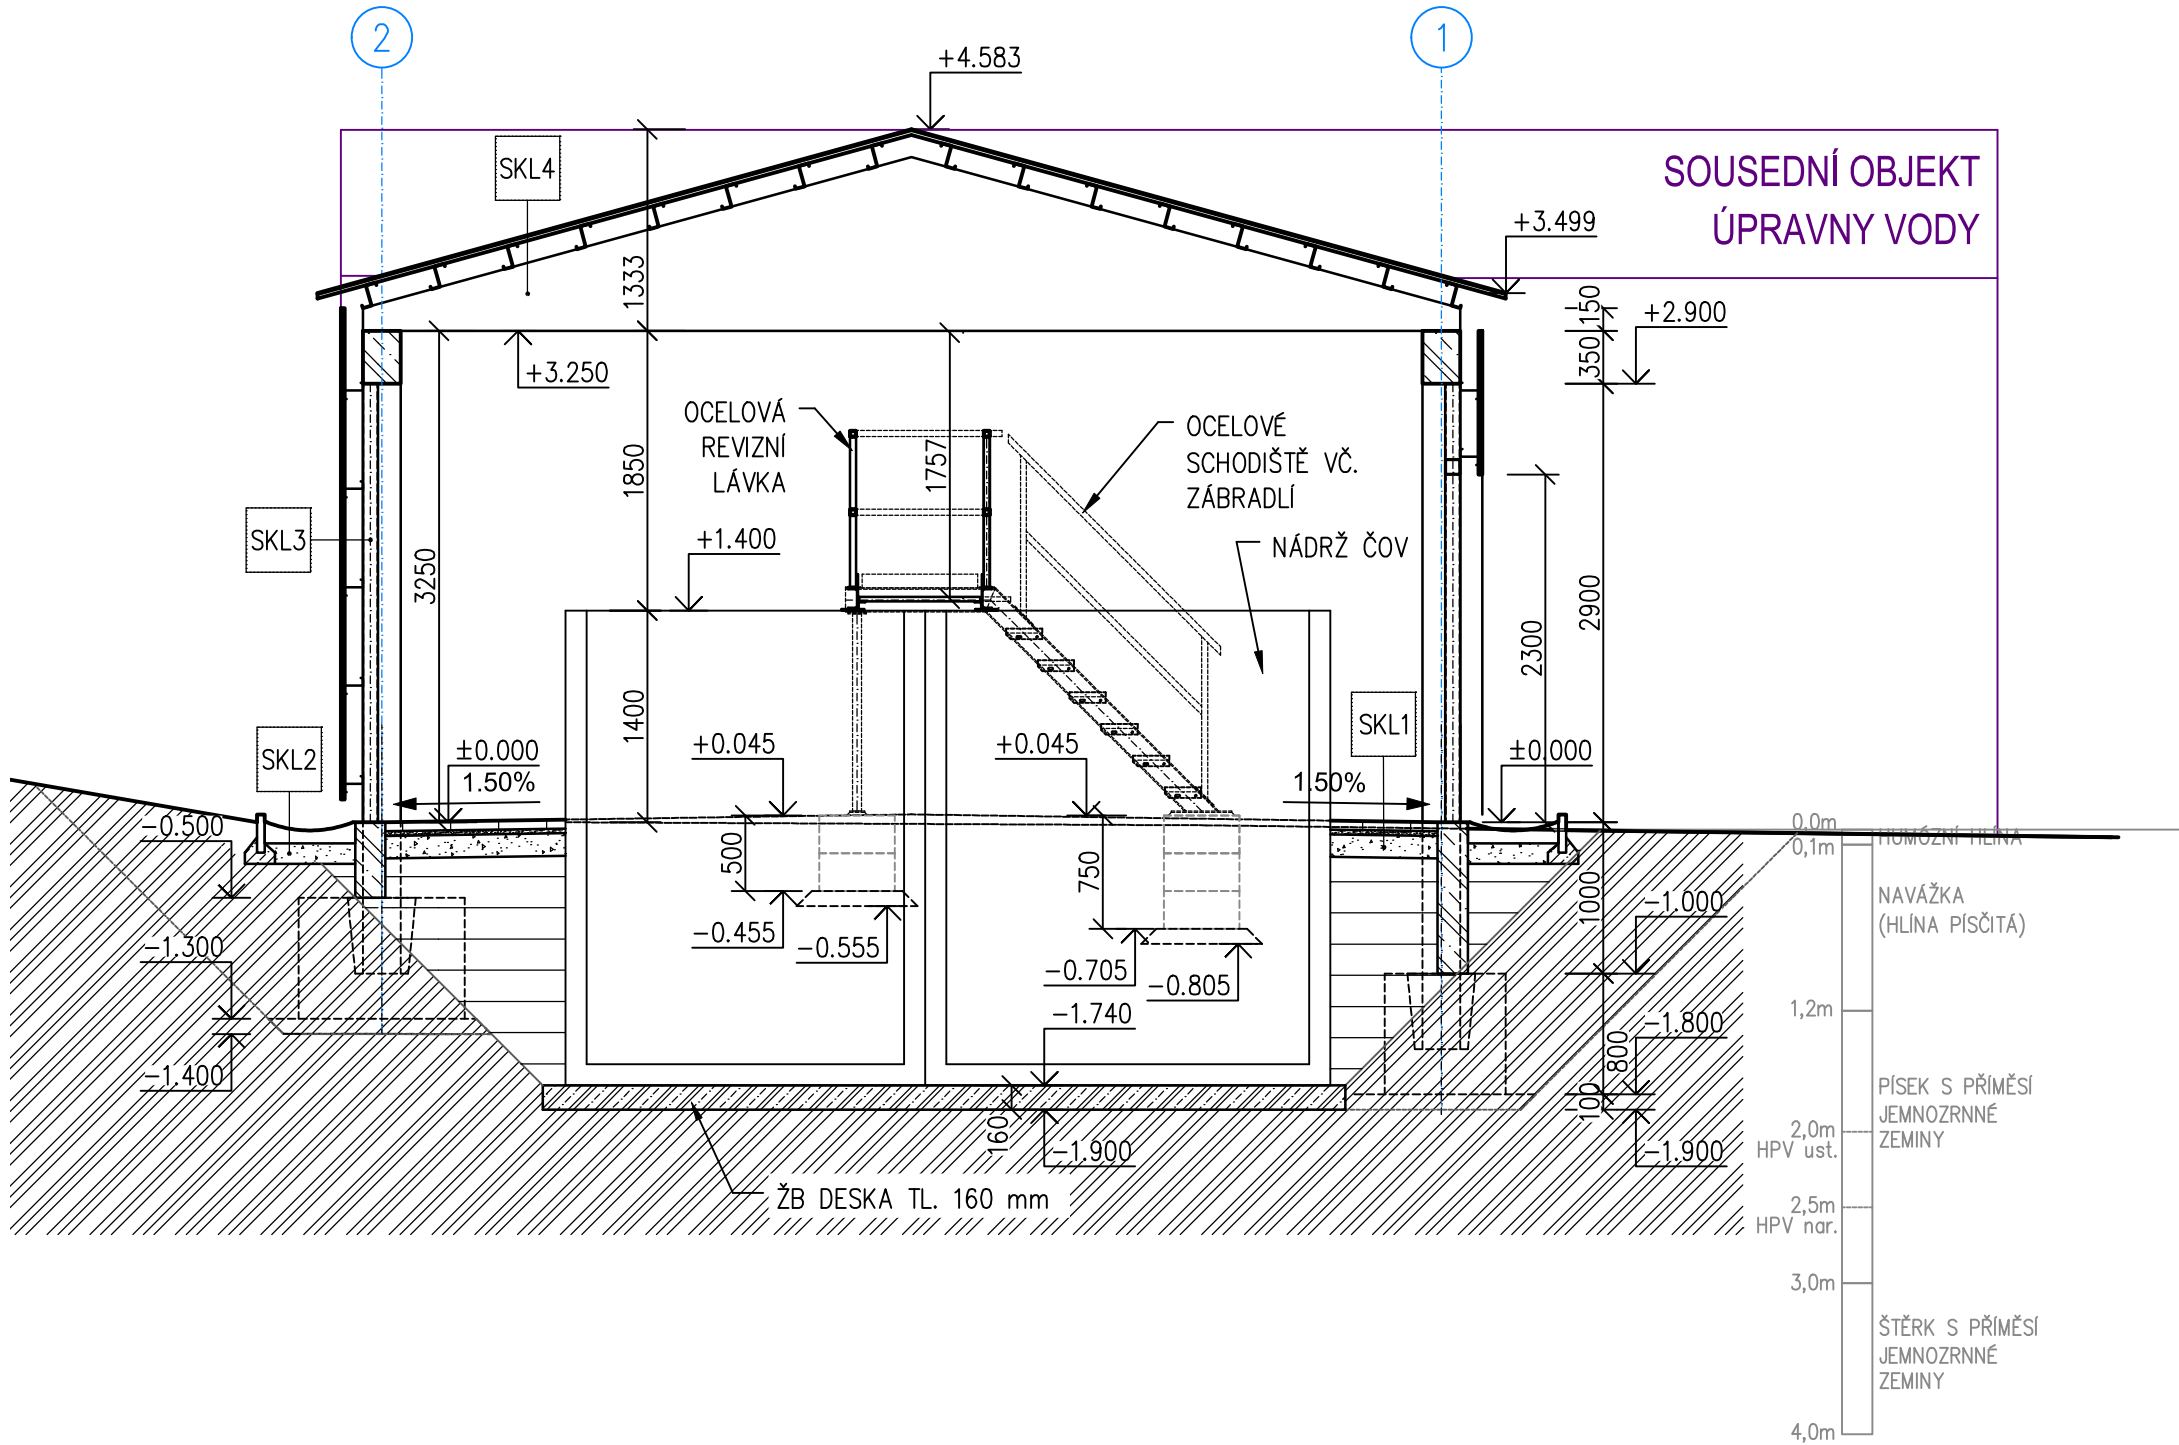 2
1
+4.583
SKL4
SOUSEDNÍ OBJEKT
ÚPRAVNY VODY
+3.499
1333
150
+2.900
350
+3.250
OCELOVÁ
REVIZNÍ
LÁVKA
OCELOVÉ
SCHODIŠTĚ VČ.
ZÁBRADLÍ
1850
1757
SKL3
+1.400
NÁDRŽ ČOV
3250
2900
2300
1400
SKL1
SKL2
±0.000
1.50%
+0.045
+0.045
1.50%
±0.000
-0.500
500
750
0.0m
HUMÓZNÍ HLÍNA
0,1m
NAVÁŽKA
(HLÍNA PÍSČITÁ)
1000
-1.000
-1.300
-0.455
-0.555
-0.705
-0.805
-1.740
1,2m
-1.800
800
-1.400
PÍSEK S PŘÍMĚSÍ
JEMNOZRNNÉ
ZEMINY
100
160
-1.900
-1.900
2,0m
HPV ust.
ŽB DESKA TL. 160 mm
2,5m
HPV nar.
3,0m
ŠTĚRK S PŘÍMĚSÍ
JEMNOZRNNÉ
ZEMINY
4,0m